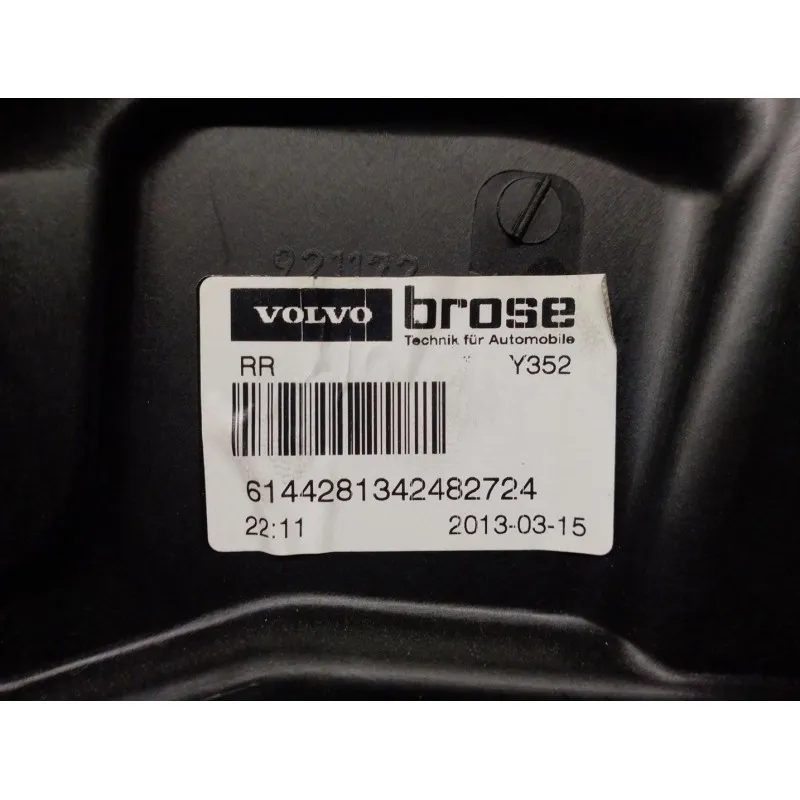 VOLVO brose
Technik für Automobile
RR Y352
6144281342482724
22:11 2013-03-15